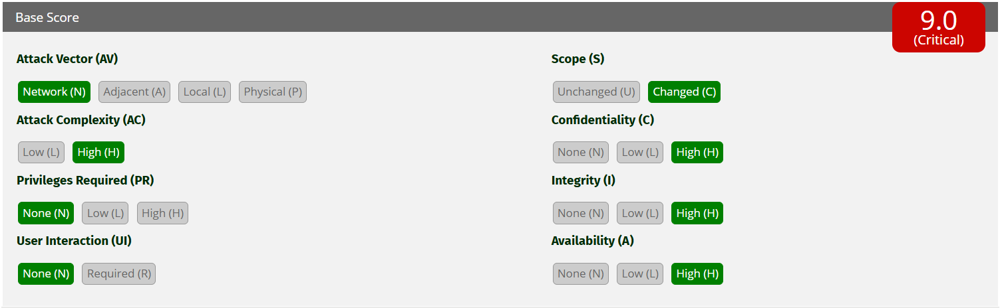 Base Score
9.0
(Critical)
Attack Vector (AV)
Network (N) Adjacent (A) Local (L) Physical (P)
Attack Complexity (AC)
Low (L) High (H)
Privileges Required (PR)
None (N) Low (L) High (H)
User Interaction (UI)
None (N) Required (R)
Scope (S)
Unchanged (U) Changed (C)
Confidentiality (C)
None (N) Low (L) High (H)
Integrity (I)
None (N) Low (L) High (H)
Availability (A)
None (N) Low (L) High (H)